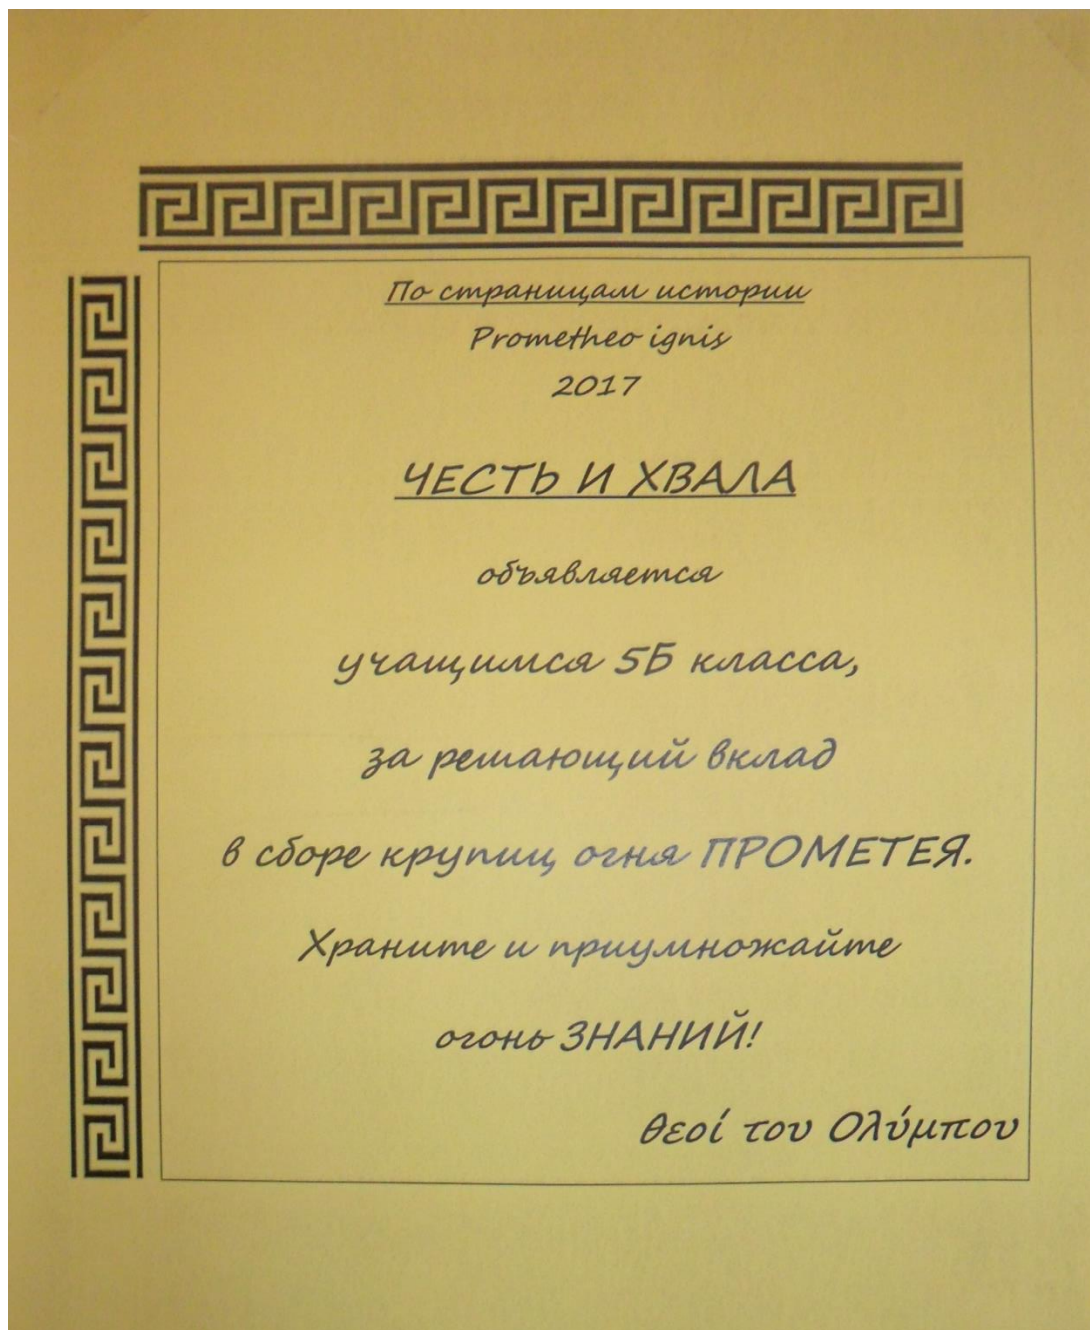 По страницам истории
Prometheo ignis
2017
ЧЕСТЬ И ХВАЛА
объявляется
учащимся 5Б класса,
за решающий вклад
в сборе крупиц огня ПРОМЕТЕЯ.
Храните и приумножайте
огонь ЗНАНИЙ!
θεοί του Ολύμπου